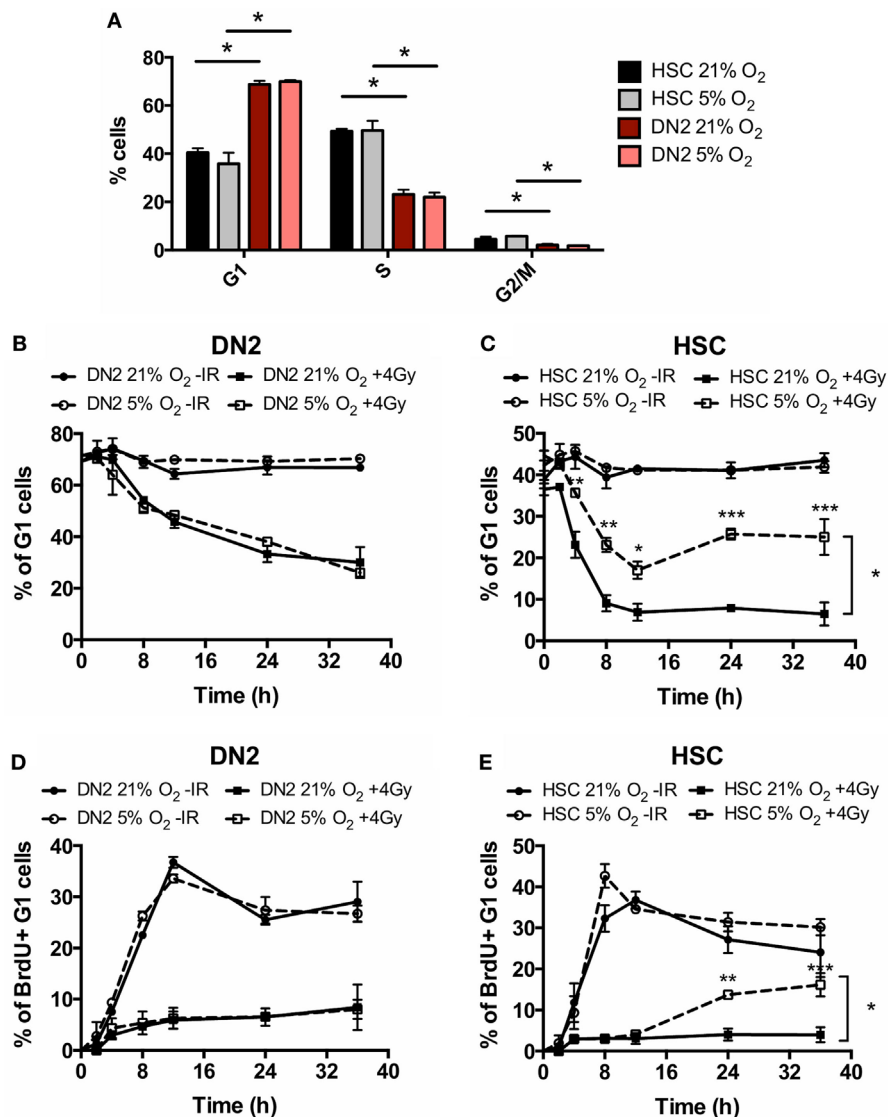 A
* *
* *
* *
% cells
80
60
40
20
0
G1
S
G2/M
HSC 21% O2
HSC 5% O2
DN2 21% O2
DN2 5% O2
B
DN2
DN2 21% O2 -IR
DN2 21% O2 +4Gy
DN2 5% O2 -IR
DN2 5% O2 +4Gy
% of G1 cells
80
60
40
20
0
0 8 16 24 32 40
Time (h)
C
HSC
HSC 21% O2 -IR
HSC 21% O2 +4Gy
HSC 5% O2 -IR
HSC 5% O2 +4Gy
% of G1 cells
50
40
30
20
10
0
** ** * *** ***
*
0 8 16 24 32 40
Time (h)
D
DN2
DN2 21% O2 -IR
DN2 21% O2 +4Gy
DN2 5% O2 -IR
DN2 5% O2 +4Gy
% of BrdU+ G1 cells
40
30
20
10
0
0 8 16 24 32 40
Time (h)
E
HSC
HSC 21% O2 -IR
HSC 21% O2 +4Gy
HSC 5% O2 -IR
HSC 5% O2 +4Gy
% of BrdU+ G1 cells
50
40
30
20
10
0
** ***
*
0 8 16 24 32 40
Time (h)